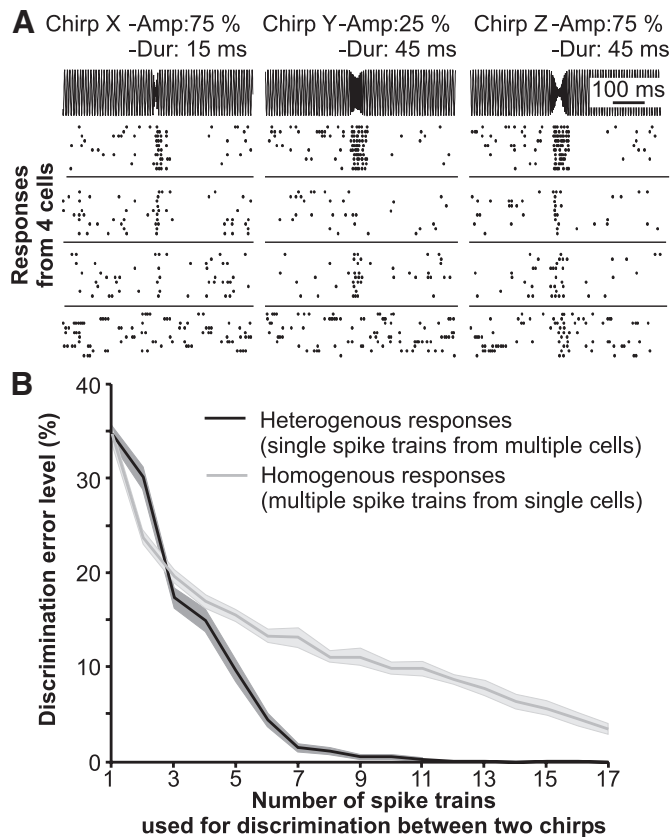 A
Chirp X -Amp:75 %
-Dur: 15 ms
Chirp Y-Amp:25 %
-Dur: 45 ms
Chirp Z-Amp:75 %
-Dur: 45 ms
100 ms
Responses
from 4 cells
B
Discrimination error level (%)
40
30
20
10
0
Heterogenous responses
(single spike trains from multiple cells)
Homogenous responses
(multiple spike trains from single cells)
1 3 5 7 9 11 13 15 17
Number of spike trains
used for discrimination between two chirps